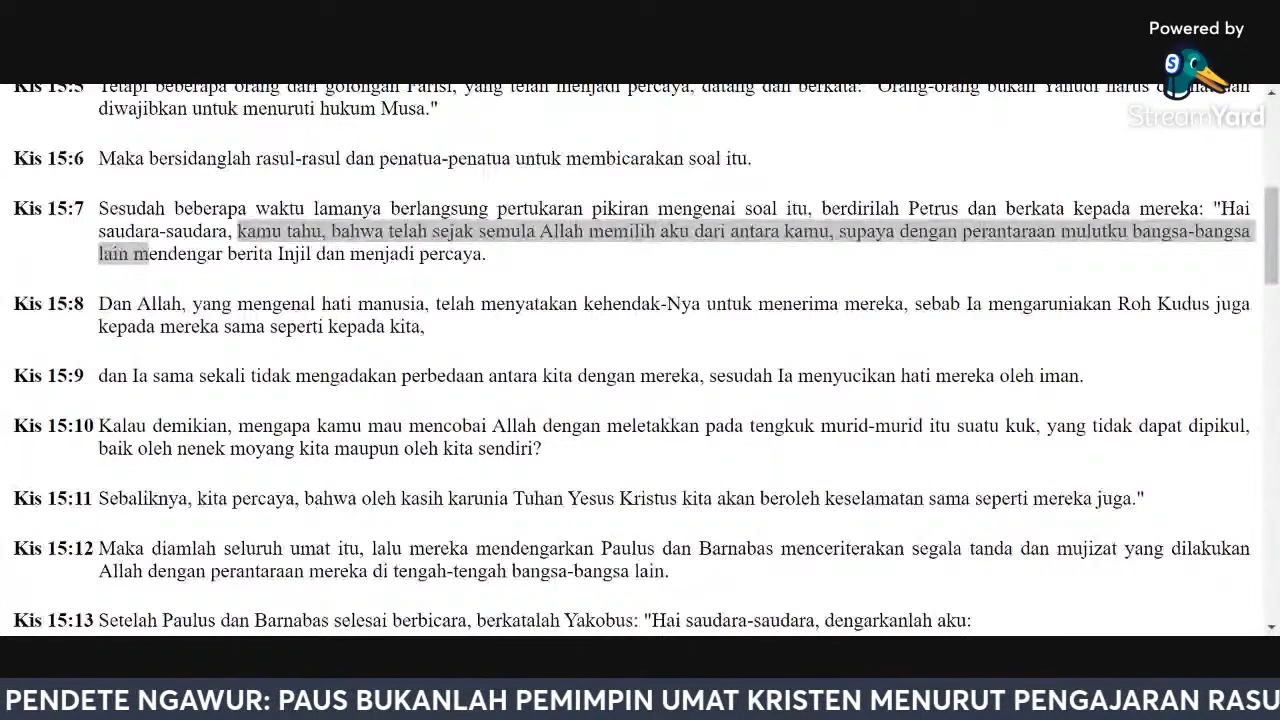 Powered by
S
StreamYard
Kis 15:5 Tetapi beberapa orang dari golongan Farisi, yang telah menjadi percaya, datang dan berkata: "Orang-orang bukan Yahudi harus
diwajibkan untuk menuruti hukum Musa."
Kis 15:6 Maka bersidanglah rasul-rasul dan penatua-penatua untuk membicarakan soal itu.
Kis 15:7 Sesudah beberapa waktu lamanya berlangsung pertukaran pikiran mengenai soal itu, berdirilah Petrus dan berkata kepada mereka: "Hai
saudara-saudara, kamu tahu, bahwa telah sejak semula Allah memilih aku dari antara kamu, supaya dengan perantaraan mulutku bangsa-bangsa
lain mendengar berita Injil dan menjadi percaya.
Kis 15:8 Dan Allah, yang mengenal hati manusia, telah menyatakan kehendak-Nya untuk menerima mereka, sebab Ia mengaruniakan Roh Kudus juga
kepada mereka sama seperti kepada kita,
Kis 15:9 dan Ia sama sekali tidak mengadakan perbedaan antara kita dengan mereka, sesudah Ia menyucikan hati mereka oleh iman.
Kis 15:10 Kalau demikian, mengapa kamu mau mencobai Allah dengan meletakkan pada tengkuk murid-murid itu suatu kuk, yang tidak dapat dipikul,
baik oleh nenek moyang kita maupun oleh kita sendiri?
Kis 15:11 Sebaliknya, kita percaya, bahwa oleh kasih karunia Tuhan Yesus Kristus kita akan beroleh keselamatan sama seperti mereka juga."
Kis 15:12 Maka diamlah seluruh umat itu, lalu mereka mendengarkan Paulus dan Barnabas menceriterakan segala tanda dan mujizat yang dilakukan
Allah dengan perantaraan mereka di tengah-tengah bangsa-bangsa lain.
Kis 15:13 Setelah Paulus dan Barnabas selesai berbicara, berkatalah Yakobus: "Hai saudara-saudara, dengarkanlah aku:
PENDETE NGAWUR: PAUS BUKANLAH PEMIMPIN UMAT KRISTEN MENURUT PENGAJARAN RASU